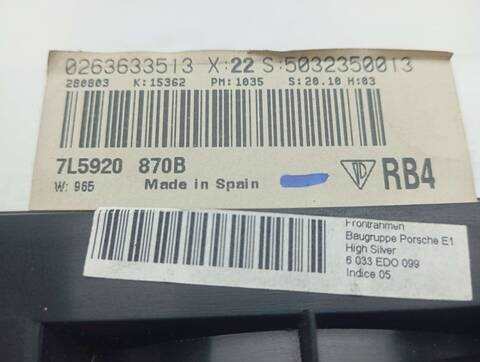 0263633513 X:22 S:5032350013
280803 K:15362 PM:1035 S:20.10 H:03
7L5920 870B RB4
W: 965 Made in Spain
Frontrahmen
Baugruppe Porsche E1
High Silver
6 033 EDO 099
Indice 05